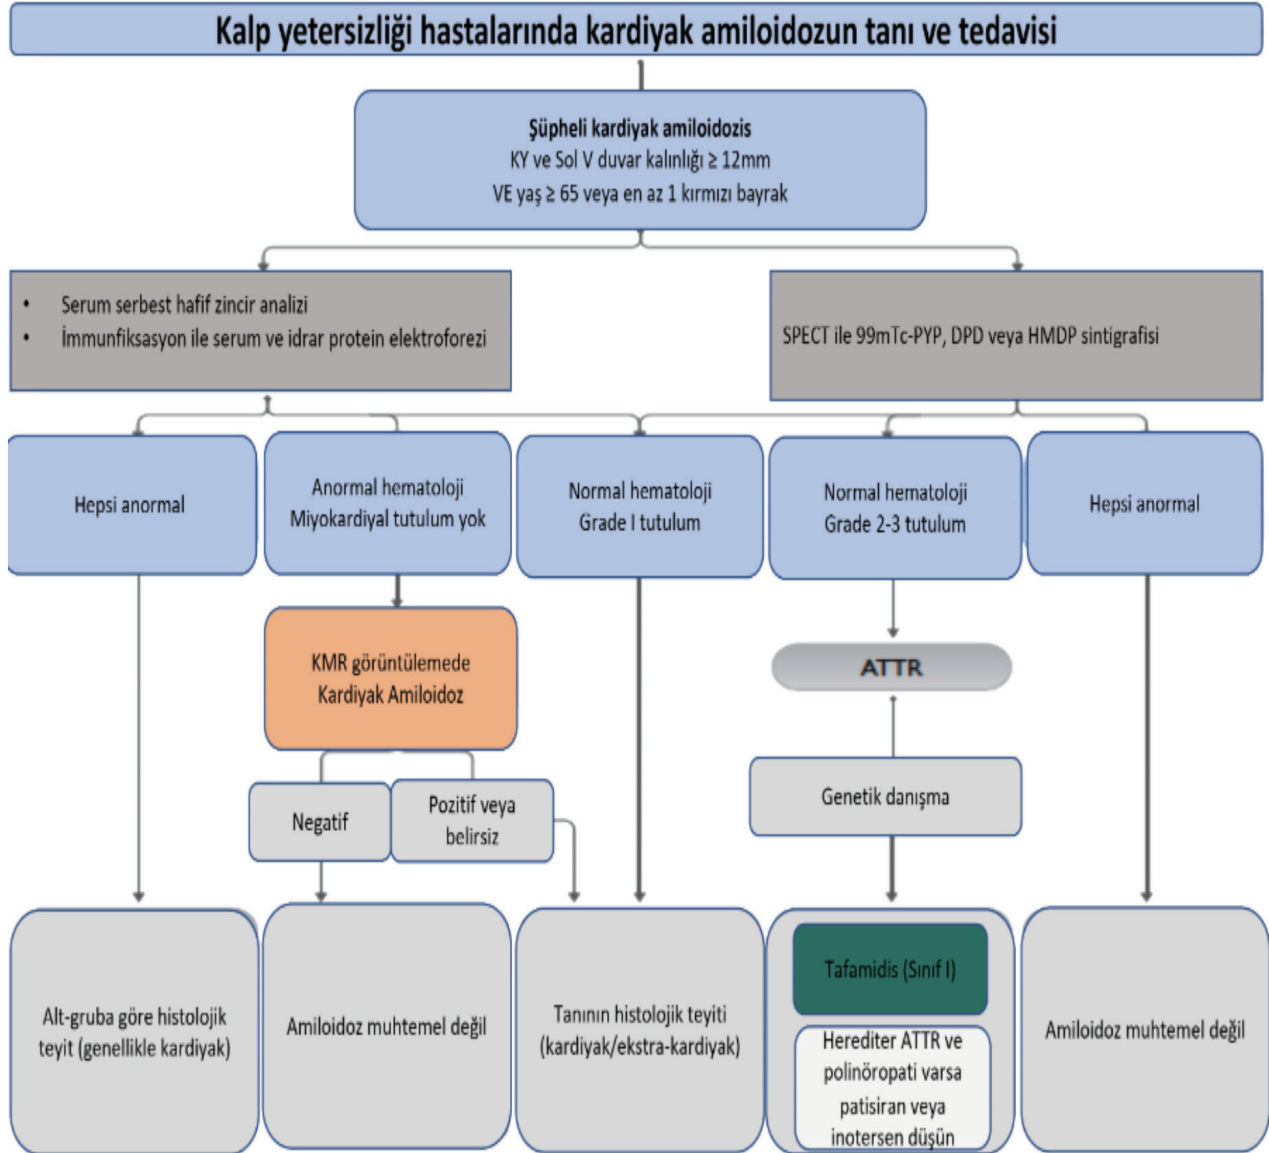 Kalp yetersizliği hastalarında kardiyak amiloidozun tanı ve tedavisi
Şüpheli kardiyak amiloidozis
KY ve Sol V duvar kalınlığı ≥ 12mm
VE yaş ≥ 65 veya en az 1 kırmızı bayrak
• Serum serbest hafif zincir analizi
• İmmunfiksasyon ile serum ve idrar protein elektroforezi
SPECT ile 99mTc-PYP, DPD veya HMDP sintigrafisi
Hepsi anormal
Anormal hematoloji
Miyokardiyal tutulum yok
Normal hematoloji
Grade I tutulum
Normal hematoloji
Grade 2-3 tutulum
Hepsi anormal
KMR görüntülemede
Kardiyak Amiloidoz
ATTR
Negatif
Pozitif veya
belirsiz
Genetik danışma
Alt-gruba göre histolojik
teyit (genellikle kardiyak)
Amiloidoz muhtemel değil
Tanının histolojik teyiti
(kardiyak/ekstra-kardiyak)
Tafamidis (Sınıf I)
Herediter ATTR ve
polinöropati varsa
patisiran veya
inotersen düşün
Amiloidoz muhtemel değil